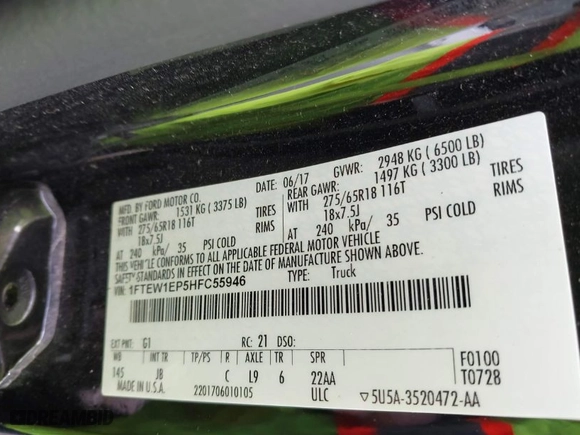 MFD. BY FORD MOTOR CO.
DATE: 06/17 GVWR: 2948 KG ( 6500 LB)
FRONT GAWR: 1531 KG ( 3375 LB) REAR GAWR: 1497 KG ( 3300 LB)
WITH 275/65R18 116T TIRES WITH 275/65R18 116T TIRES
18x7.5J RIMS 18x7.5J RIMS
AT 240 kPa/ 35 PSI COLD AT 240 kPa/ 35 PSI COLD
THIS VEHICLE CONFORMS TO ALL APPLICABLE FEDERAL MOTOR VEHICLE
SAFETY STANDARDS IN EFFECT ON THE DATE OF MANUFACTURE SHOWN ABOVE.
VIN: 1FTEW1EP5HFC55946 TYPE: Truck
EXT PNT: G1 RC: 21 DSO: F0100
WB INT TR TP/PS R AXLE TR SPR T0728
145 JB C L9 6 22AA
MADE IN U.S.A. 2201706010105 ULC ▽5U5A-3520472-AA
DREAMBID